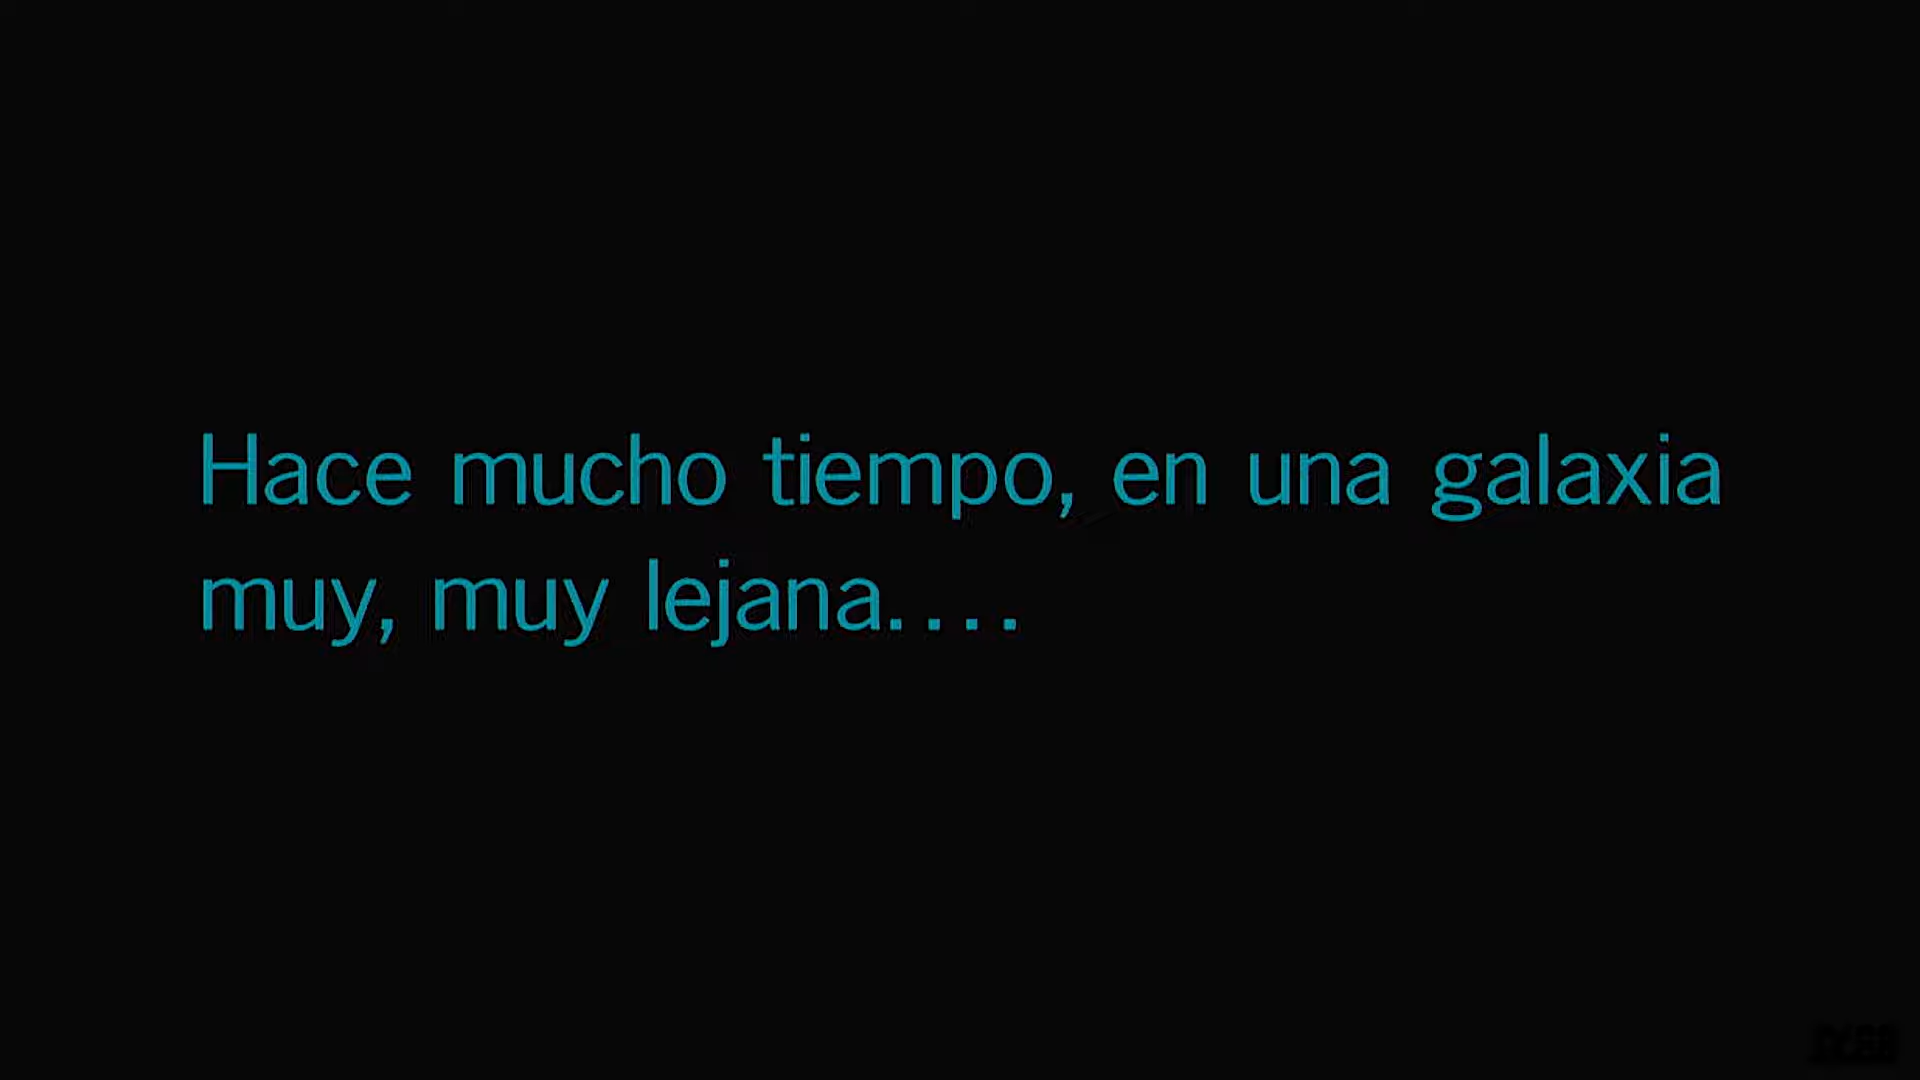 Hace mucho tiempo, en una galaxia
muy, muy lejana....